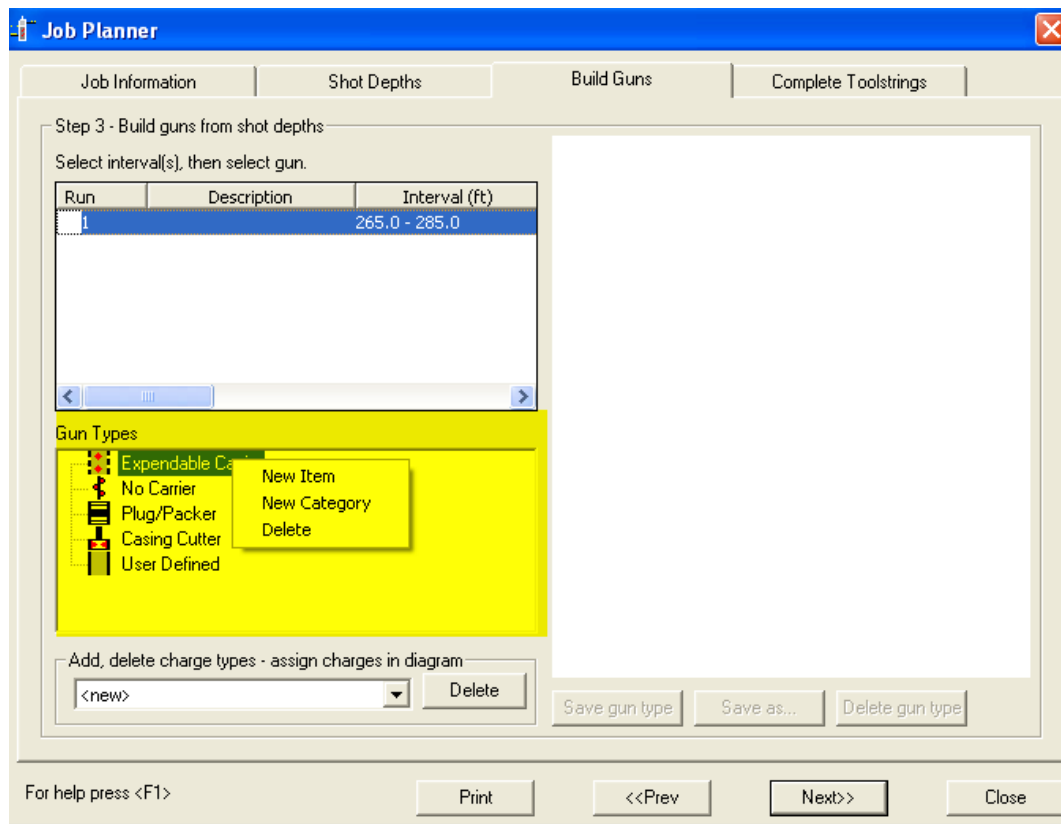 Job Planner
Job Information Shot Depths Build Guns Complete Toolstrings
Step 3 - Build guns from shot depths
Select interval(s), then select gun.
Run Description Interval (ft)
1 265.0 - 285.0
Gun Types
Expendable
No Carrier
Plug/Packer
Casing Cutter
User Defined
New Item
New Category
Delete
Add, delete charge types - assign charges in diagram
<new> Delete
Save gun type Save as... Delete gun type
For help press <F1> Print <<Prev Next>> Close